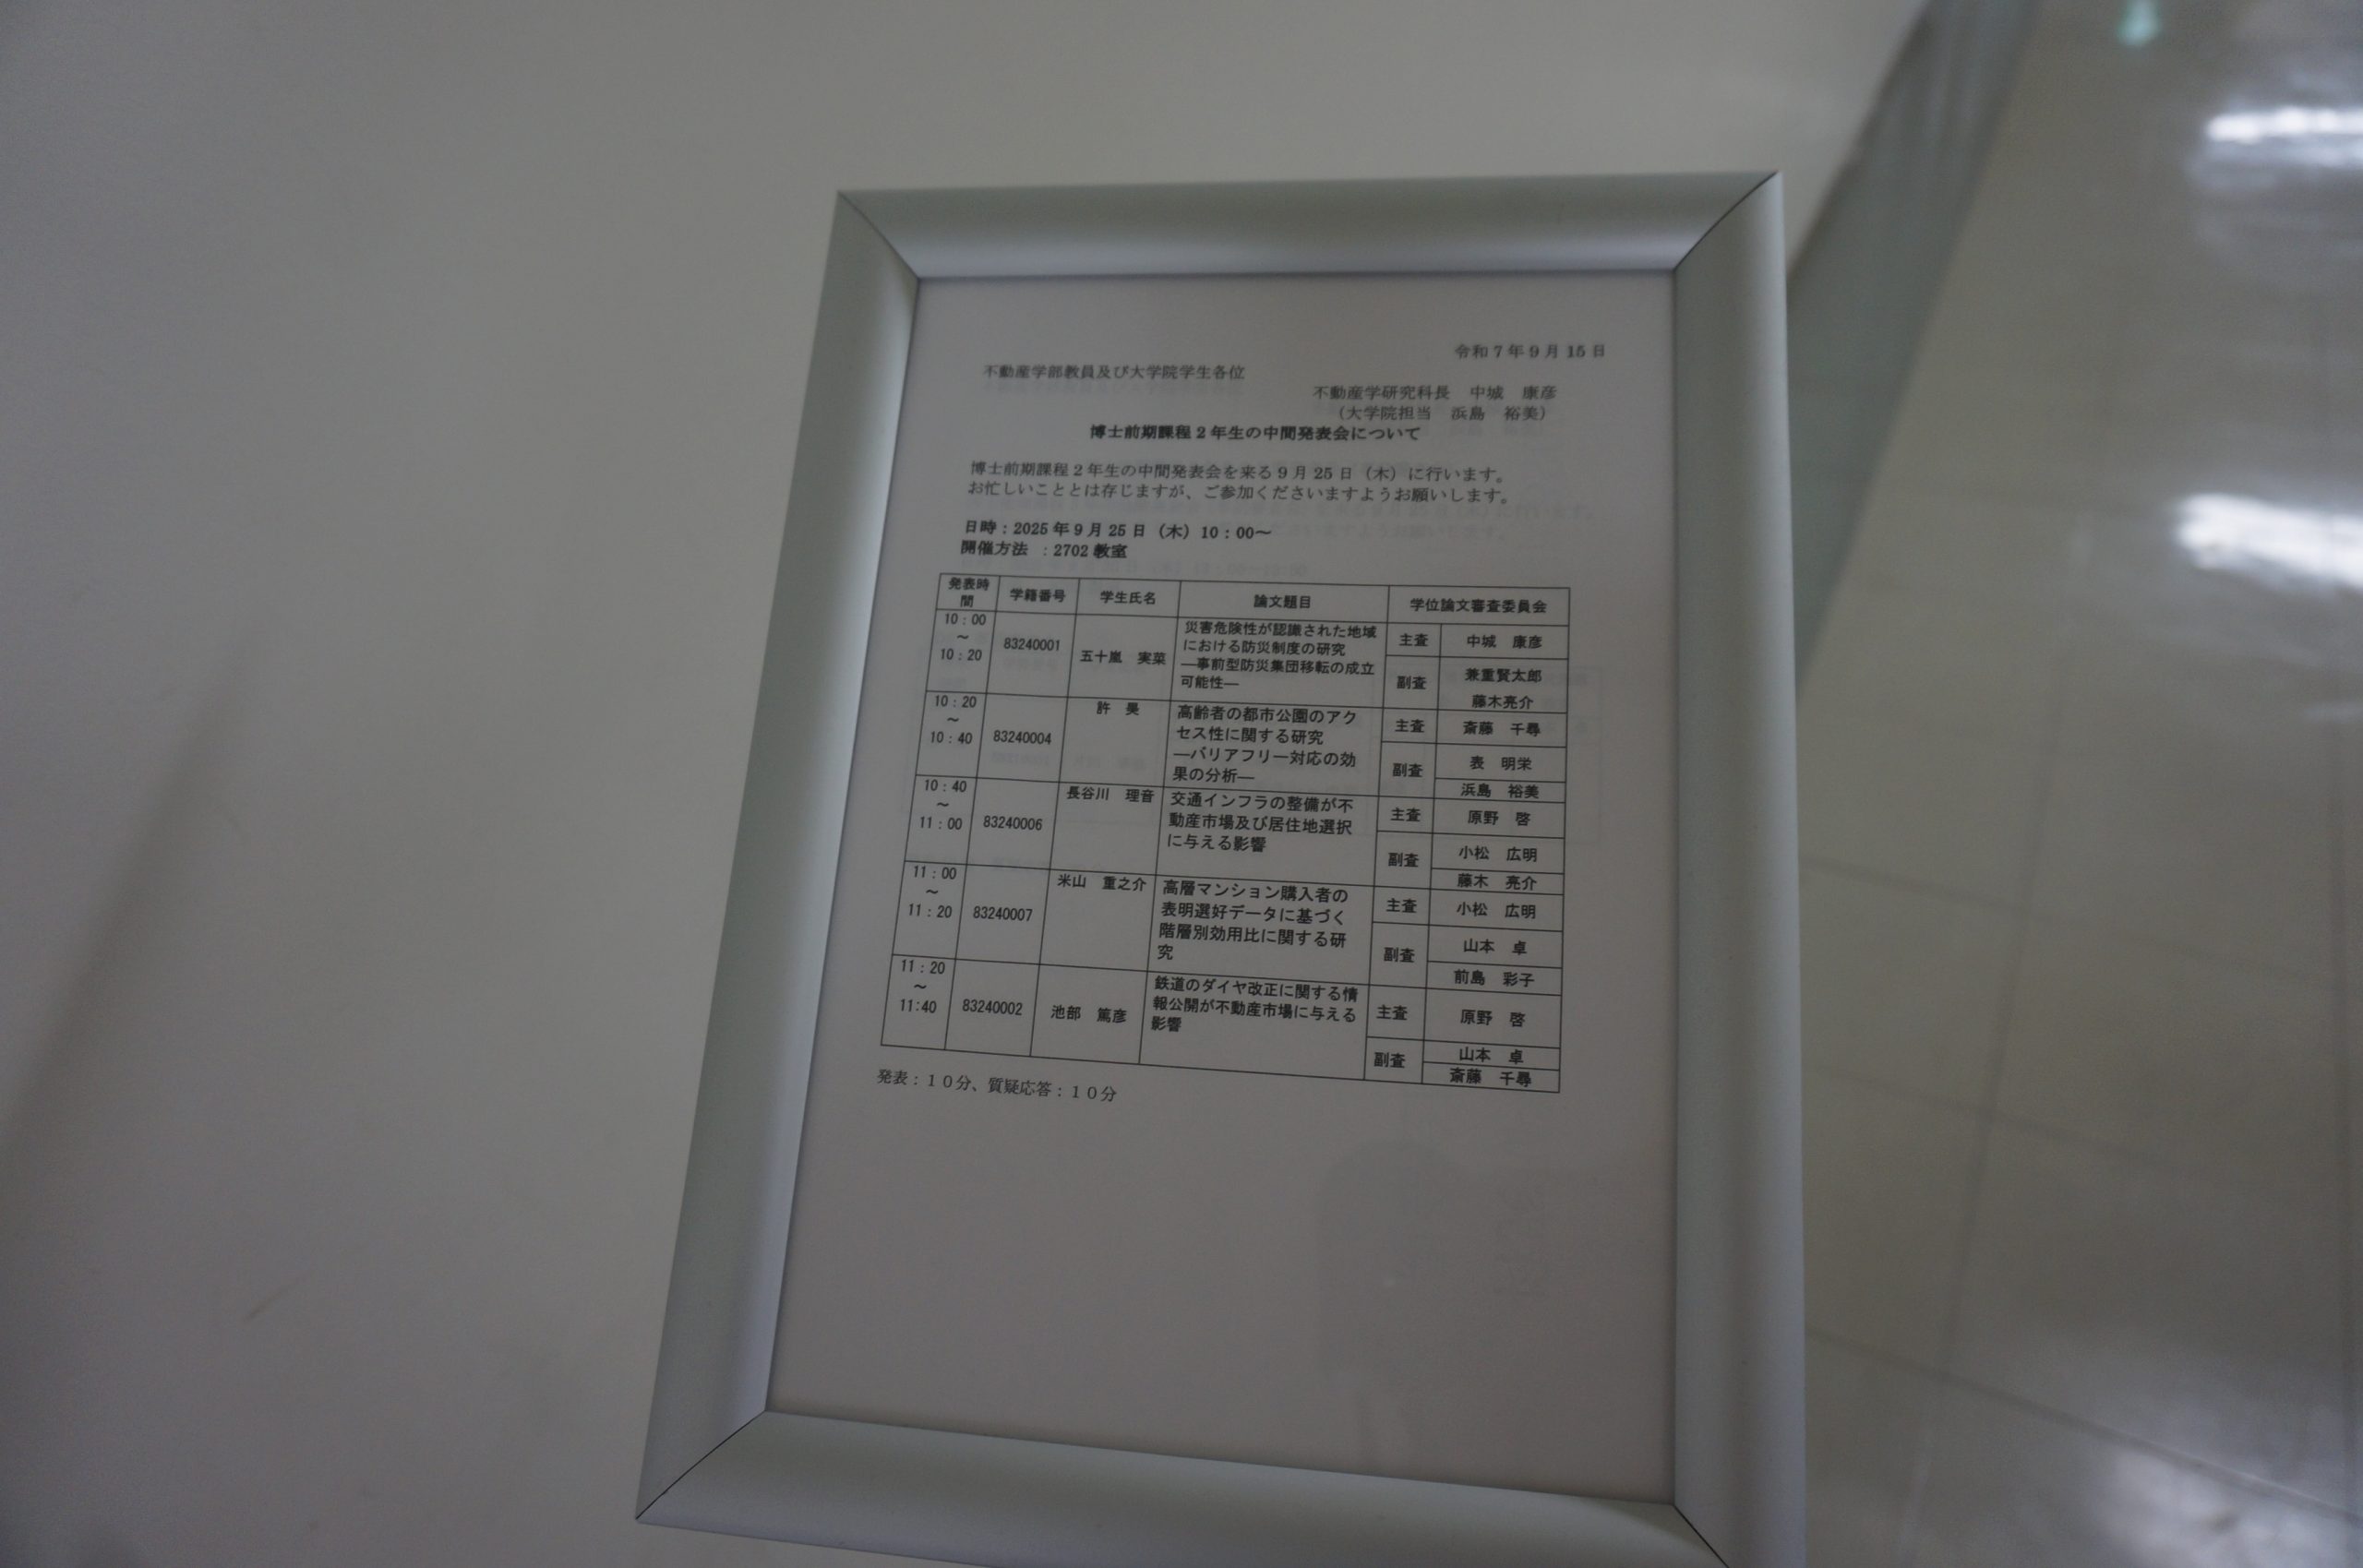 令和7年9月15日
不動産学部教員及び大学院学生各位
不動産学研究科長　中城　康彦
（大学院担当　浜島　裕美）
博士前期課程2年生の中間発表会について
博士前期課程2年生の中間発表会を来る9月25日（木）に行います。
お忙しいこととは存じますが、ご参加くださいますようお願いします。
日時：2025年9月25日（木）10：00～
開催方法　：2702教室
発表時間　学籍番号　学生氏名　論文題目　学位論文審査委員会
10：00
～
10：20
83240001
五十嵐　実菜
災害危険性が認識された地域
における防災制度の研究
―事前型防災集団移転の成立
可能性―
主査　中城　康彦
副査　兼重賢太郎
藤木亮介
10：20
～
10：40
83240004
許
高齢者の都市公園のアク
セス性に関する研究
―バリアフリー対応の効
果の分析―
主査　斎藤　千尋
副査　表　明栄
浜島　裕美
10：40
～
11：00
83240006
長谷川　理音
交通インフラの整備が不
動産市場及び居住地選択
に与える影響
主査　原野　啓
副査　小松　広明
藤木　亮介
11：00
～
11：20
83240007
米山　重之介
高層マンション購入者の
表明選好データに基づく
階層別効用比に関する研
究
主査　小松　広明
副査　山本　卓
前島　彩子
11：20
～
11:40
83240002
池部　篤彦
鉄道のダイヤ改正に関する情
報公開が不動産市場に与える
影響
主査　原野　啓
副査　山本　卓
斎藤　千尋
発表：１０分、質疑応答：１０分